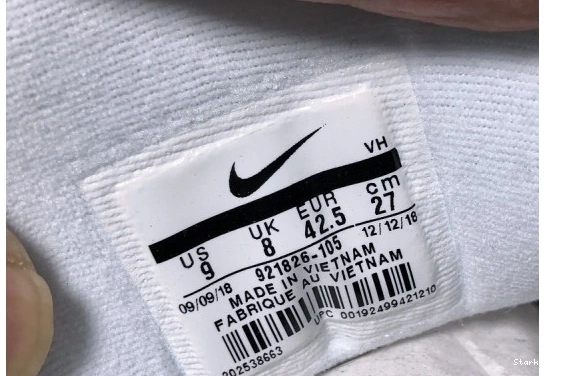 VH
US UK EUR cm
9 8 42.5 27
09/09/18 921826-105 12/12/18
MADE IN VIETNAM
FABRIQUÉ AU VIETNAM
UPC 00192499421210
202538663
Stark